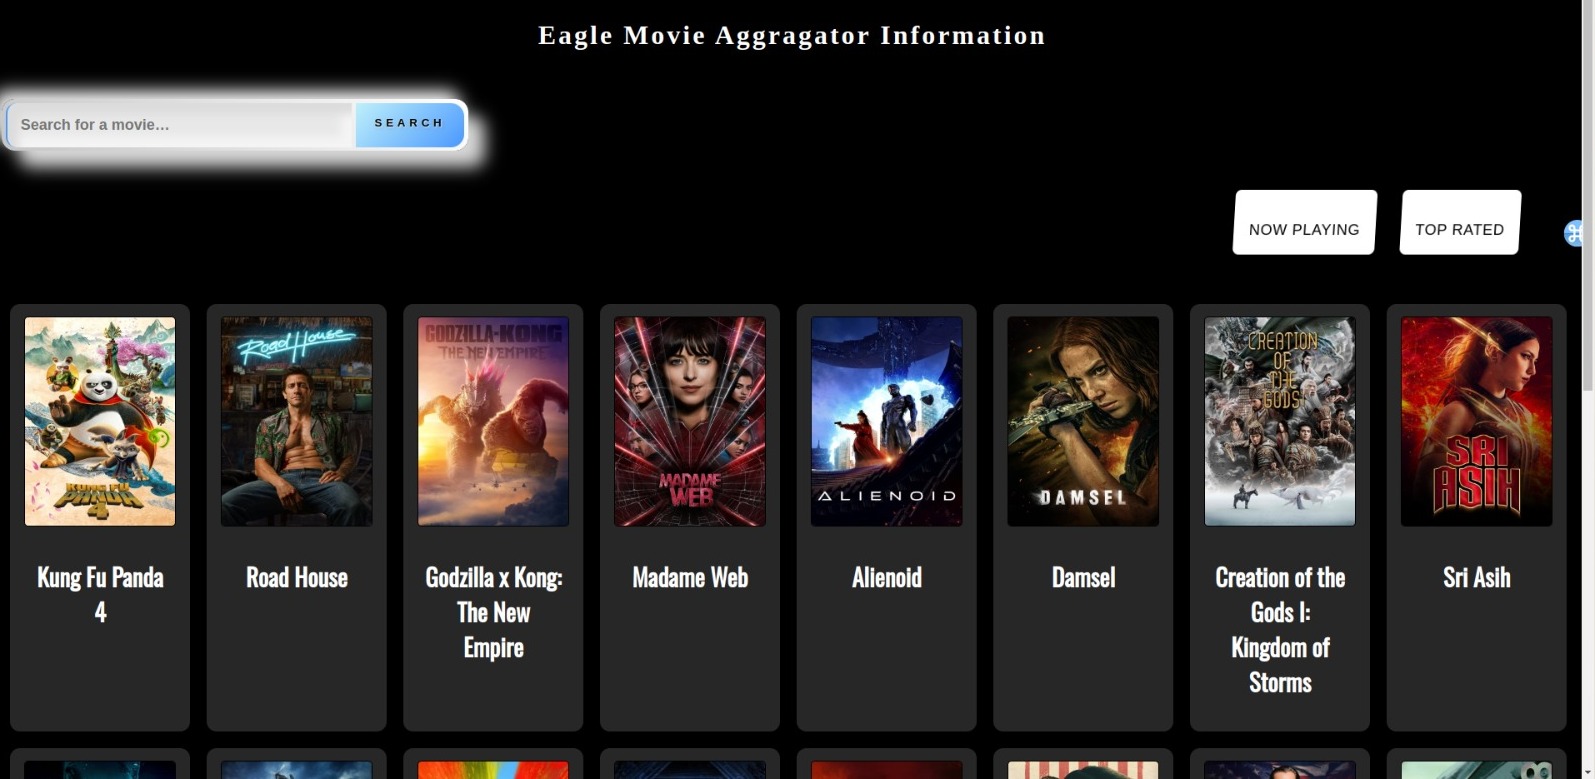 Eagle Movie Aggragator Information
Search for a movie...
SEARCH
NOW PLAYING
TOP RATED
KUNG FU
PANDA
4
Road House
GODZILLA-KONG
THE NEW EMPIRE
MADAME
WEB
ALIENOID
DAMSEL
CREATION
OF
THE
GODS I
SRI
ASIH
Kung Fu Panda
4
Road House
Godzilla x Kong:
The New
Empire
Madame Web
Alienoid
Damsel
Creation of the
Gods I:
Kingdom of
Storms
Sri Asih